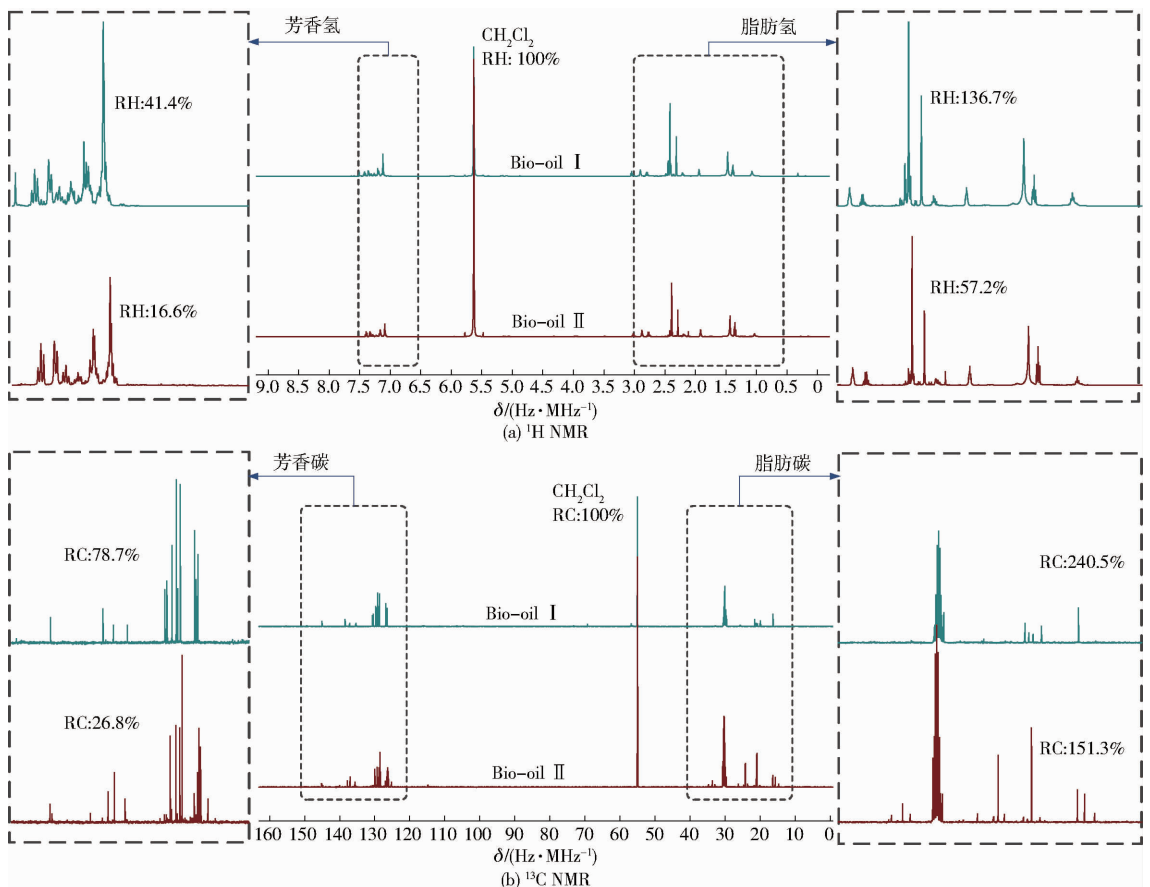 芳香氢
CH₂Cl₂
RH: 100%
脂肪氢
RH:41.4%
RH:136.7%
Bio-oil Ⅰ
RH:16.6%
RH:57.2%
Bio-oil Ⅱ
9.0 8.5 8.0 7.5 7.0 6.5 6.0 5.5 5.0 4.5 4.0 3.5 3.0 2.5 2.0 1.5 1.0 0.5 0
δ/(Hz·MHz⁻¹)
(a) ¹H NMR
芳香碳
CH₂Cl₂
RC:100%
脂肪碳
RC:78.7%
RC:240.5%
Bio-oil Ⅰ
RC:26.8%
RC:151.3%
Bio-oil Ⅱ
160 150 140 130 120 110 100 90 80 70 60 50 40 30 20 10 0
δ/(Hz·MHz⁻¹)
(b) ¹³C NMR